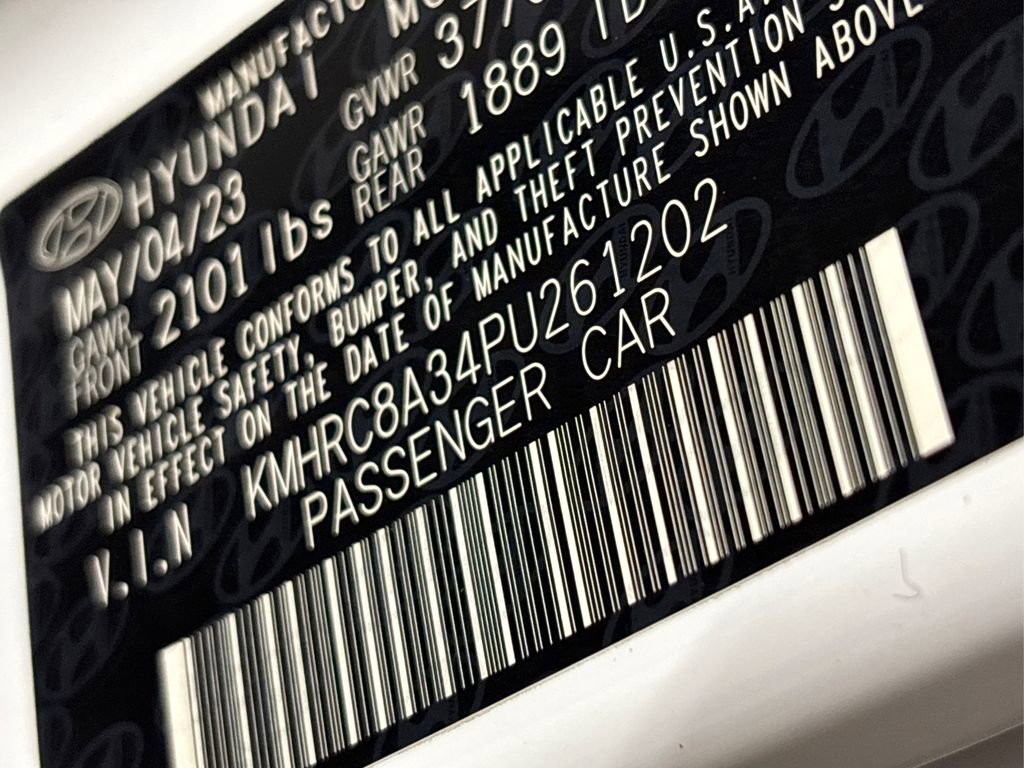 HYUNDAI
MAY/04/23 GVWR
GAWR FRONT 2101 lbs GAWR REAR 1889
THIS VEHICLE CONFORMS TO ALL APPLICABLE U.S.A.
MOTOR VEHICLE SAFETY, BUMPER, AND THEFT PREVENTION
IN EFFECT ON THE DATE OF MANUFACTURE SHOWN ABOVE
V.I.N KMHRC8A34PU261202
PASSENGER CAR